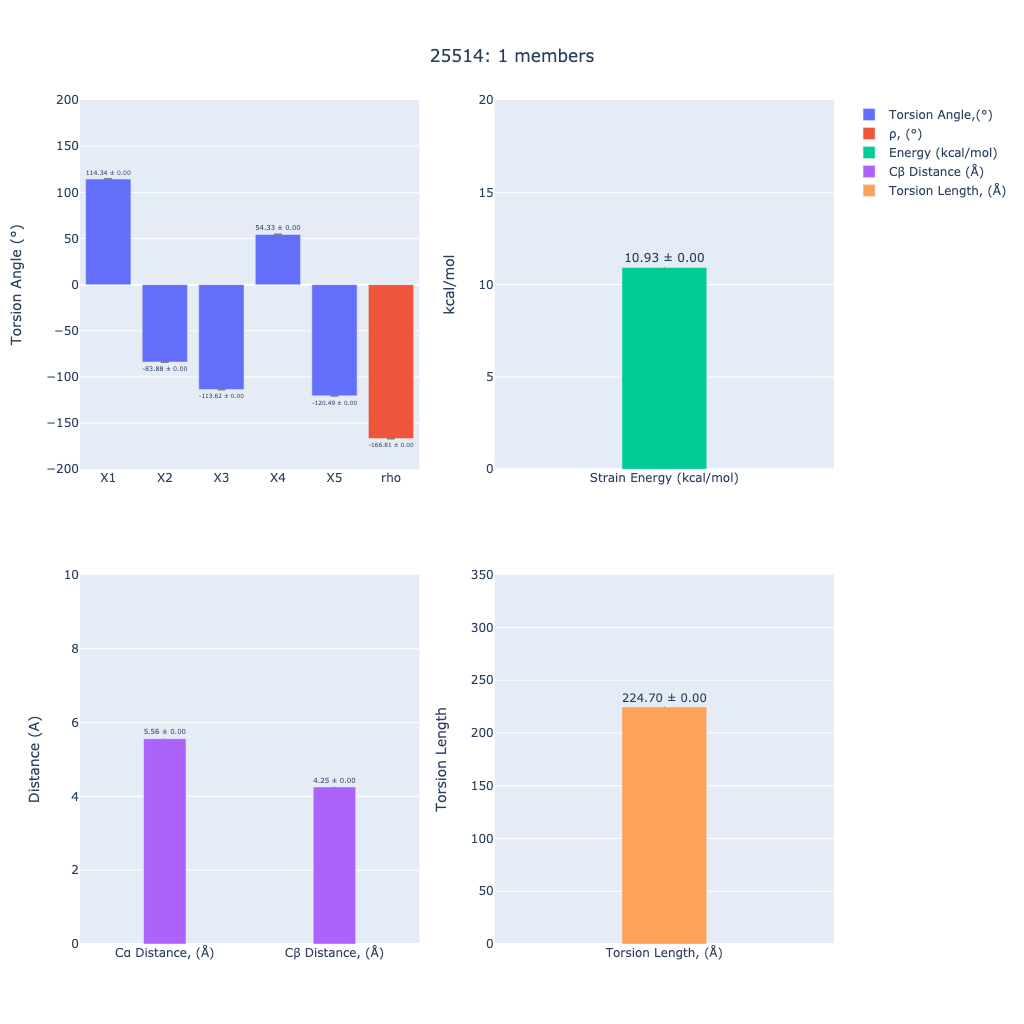 25514: 1 members
Torsion Angle (°)
200
150
100
50
0
−50
−100
−150
−200
114.34 ± 0.00
-83.88 ± 0.00
-113.62 ± 0.00
54.33 ± 0.00
-120.49 ± 0.00
-166.81 ± 0.00
X1 X2 X3 X4 X5 rho
kcal/mol
20
15
10
5
0
10.93 ± 0.00
Strain Energy (kcal/mol)
Torsion Angle,(°)
ρ, (°)
Energy (kcal/mol)
Cβ Distance (Å)
Torsion Length, (Å)
Distance (A)
10
8
6
4
2
0
5.56 ± 0.00
4.25 ± 0.00
Cα Distance, (Å) Cβ Distance, (Å)
Torsion Length
350
300
250
200
150
100
50
0
224.70 ± 0.00
Torsion Length, (Å)